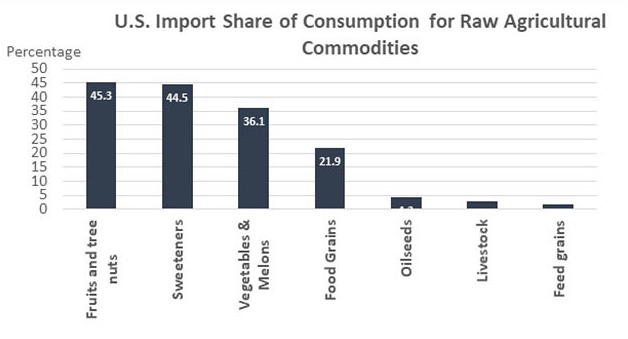 U.S. Import Share of Consumption for Raw Agricultural
Commodities
Percentage
50
45
40
35
30
25
20
15
10
5
0
45.3
44.5
36.1
21.9
Fruits and tree
nuts
Sweeteners
Vegetables &
Melons
Food Grains
Oilseeds
Livestock
Feed grains